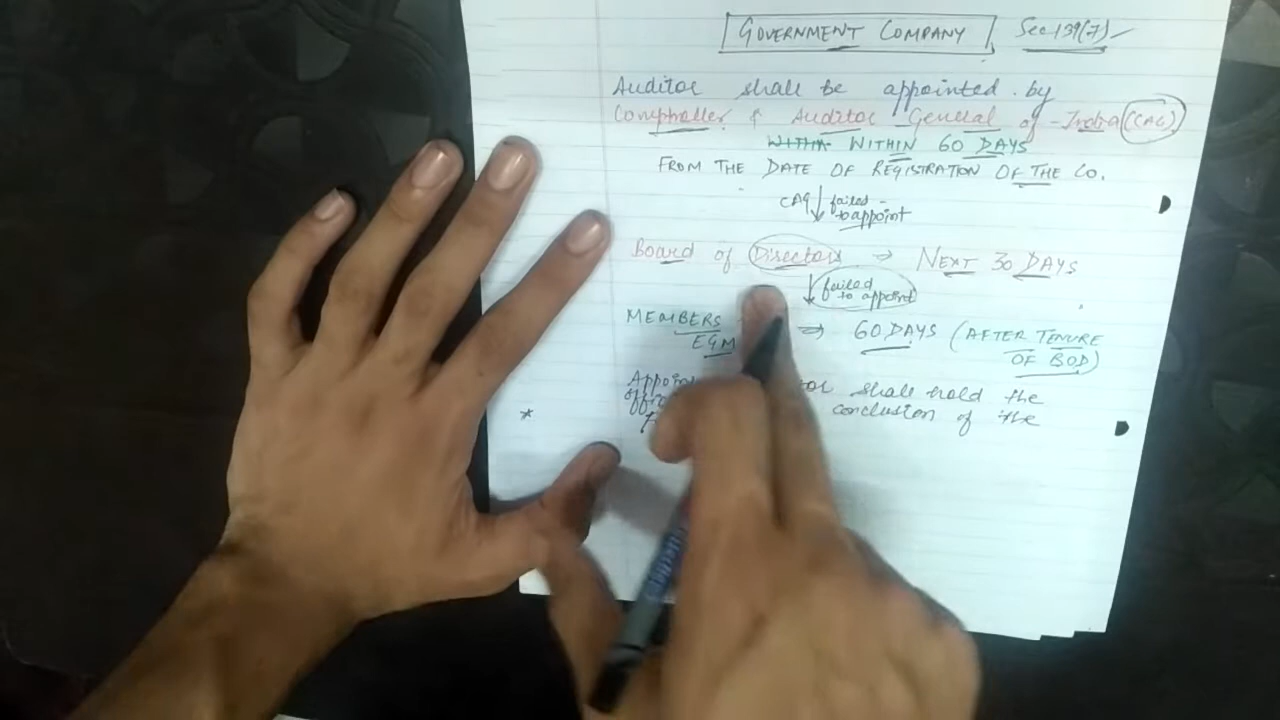 GOVERNMENT COMPANY Sec 139(7)
Auditor shall be appointed by
Comptroller & Auditor General of India (CAG)
WITHIN 60 DAYS
FROM THE DATE OF REGISTRATION OF THE CO.
CAG failed
to appoint
Board of Directors ⇒ NEXT 30 DAYS
failed
to appoint
MEMBERS ⇒ 60 DAYS (AFTER TENURE
EGM OF BOD)
shall hold the
conclusion of the